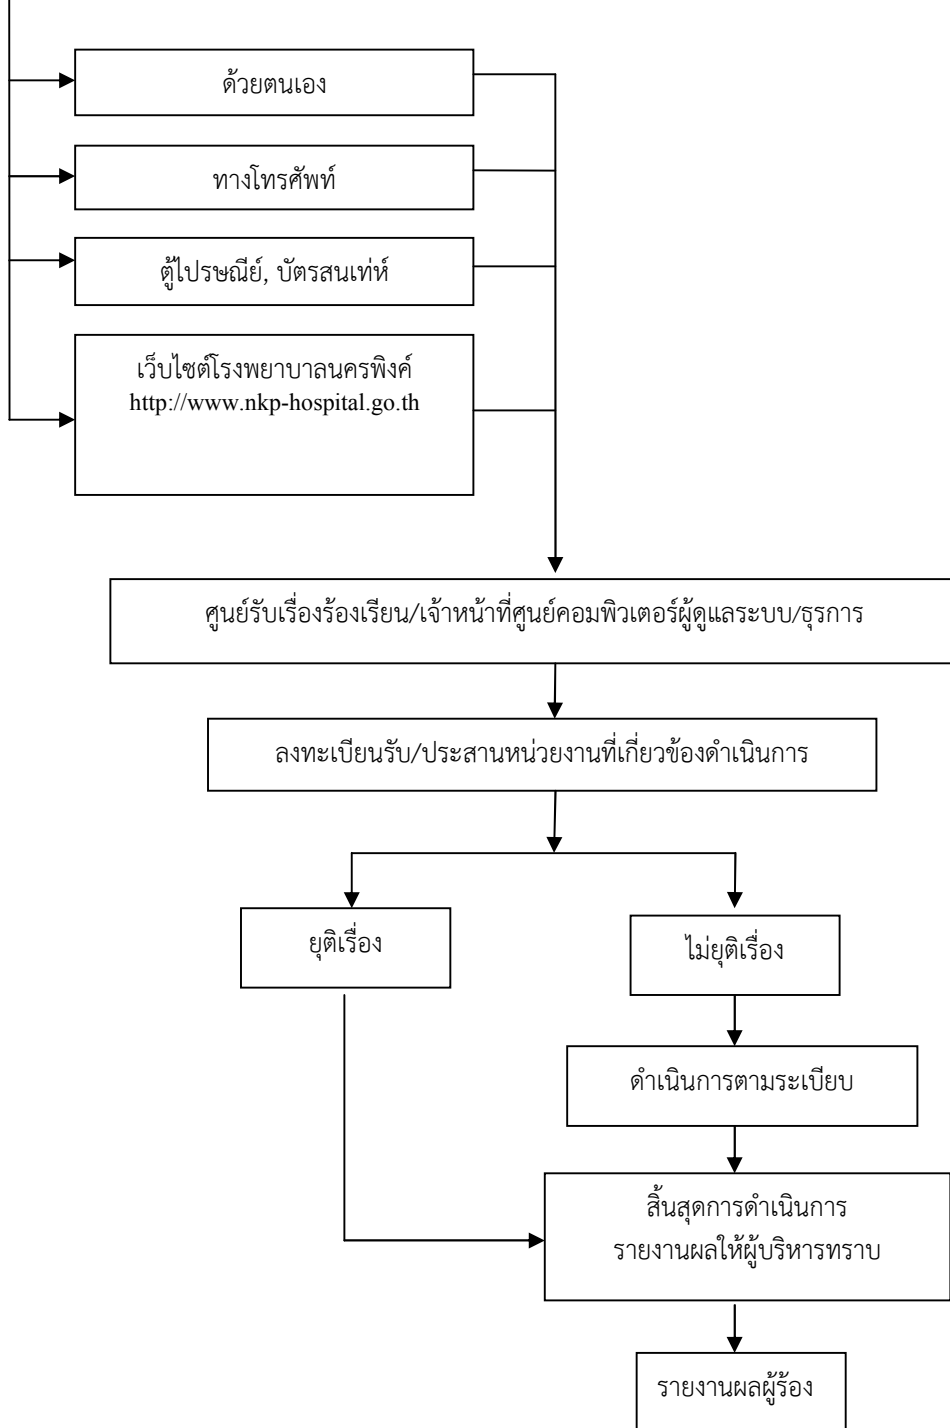 ด้วยตนเอง
ทางโทรศัพท์
ตู้ไปรษณีย์, บัตรสนเท่ห์
เว็บไซต์โรงพยาบาลนครพิงค์
http://www.nkp-hospital.go.th
ศูนย์รับเรื่องร้องเรียน/เจ้าหน้าที่ศูนย์คอมพิวเตอร์ผู้ดูแลระบบ/ธุรการ
ลงทะเบียนรับ/ประสานหน่วยงานที่เกี่ยวข้องดำเนินการ
ยุติเรื่อง
ไม่ยุติเรื่อง
ดำเนินการตามระเบียบ
สิ้นสุดการดำเนินการ
รายงานผลให้ผู้บริหารทราบ
รายงานผลผู้ร้อง